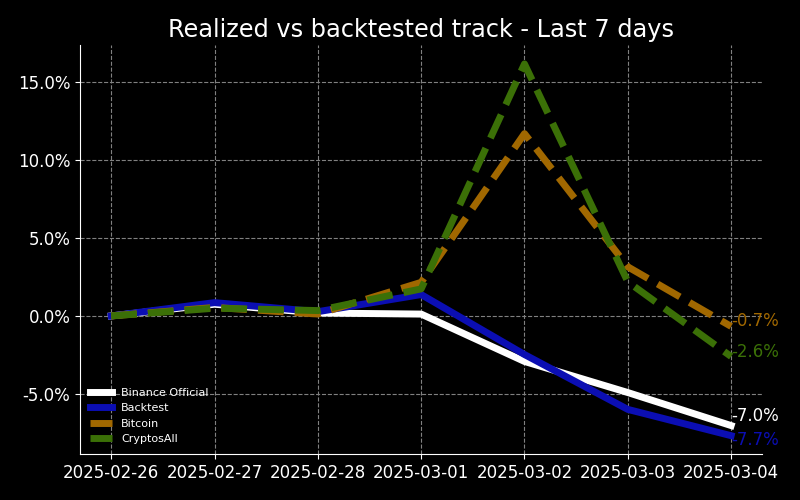 Realized vs backtested track - Last 7 days
15.0%
10.0%
5.0%
0.0%
-5.0%
-0.7%
-2.6%
-7.0%
-7.7%
Binance Official
Backtest
Bitcoin
CryptosAll
2025-02-26 2025-02-27 2025-02-28 2025-03-01 2025-03-02 2025-03-03 2025-03-04